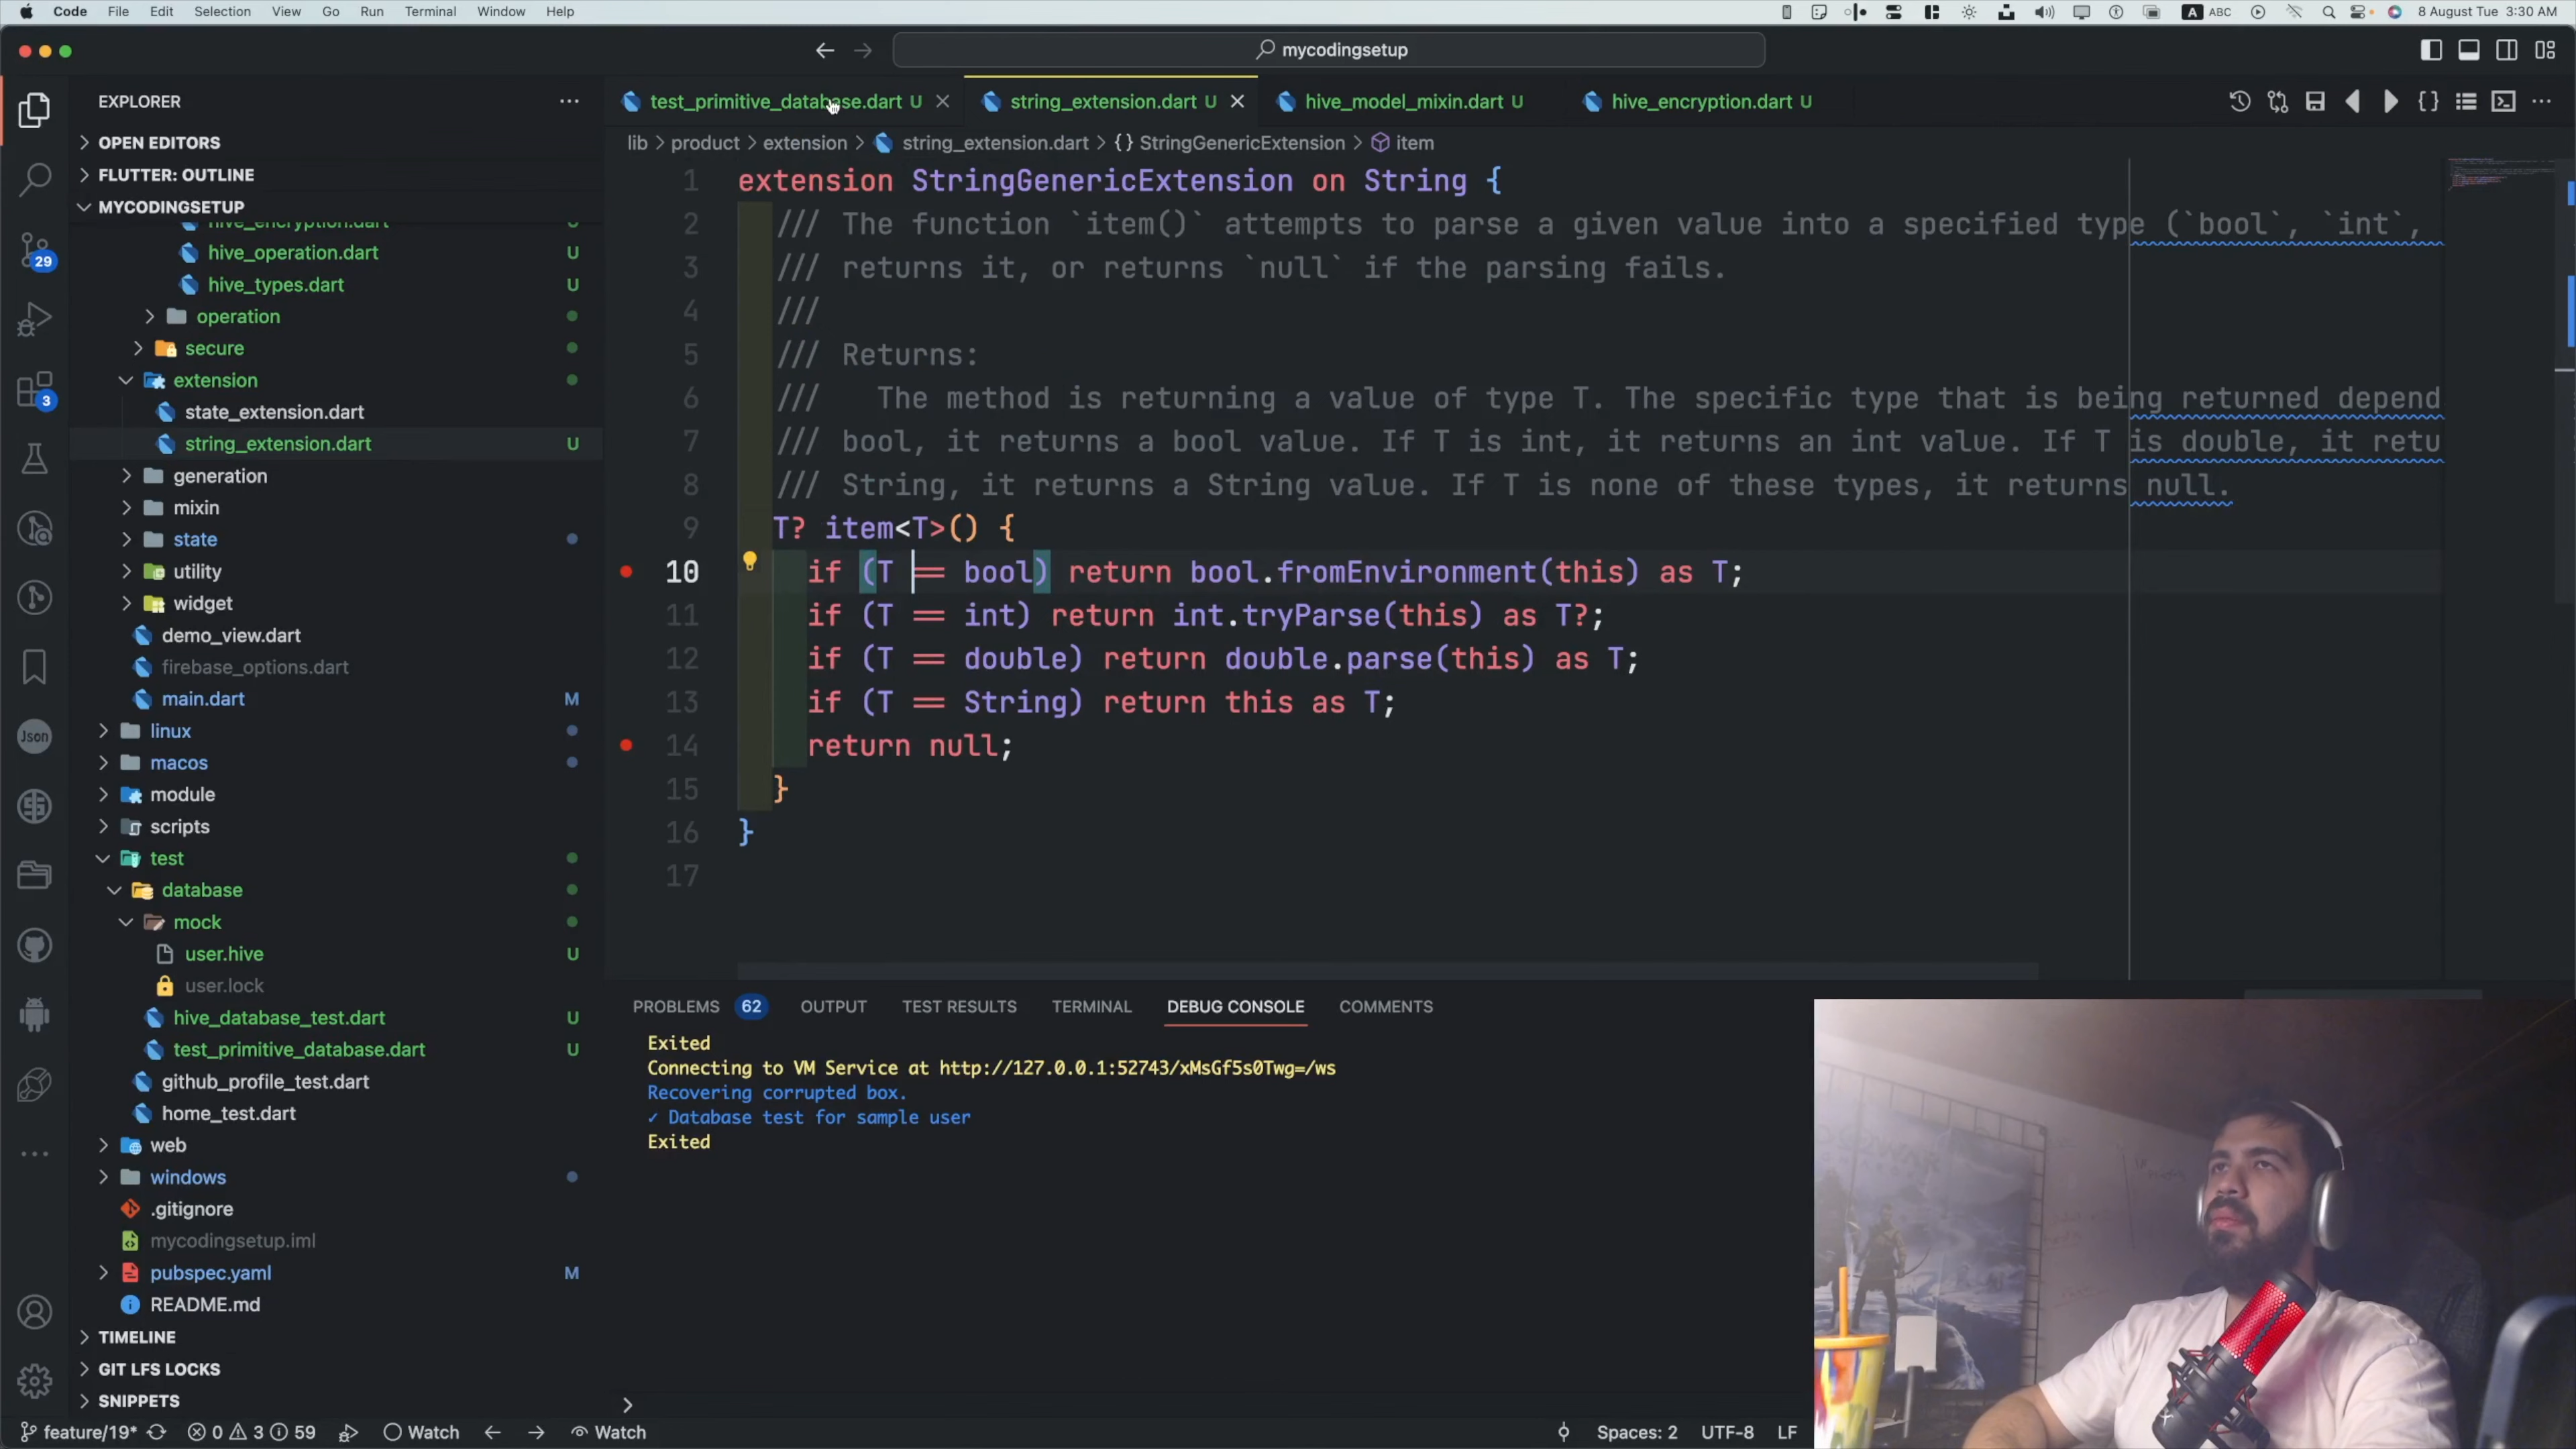 Code File Edit Selection View Go Run Terminal Window Help
A ABC 8 August Tue 3:30 AM
mycodingsetup
EXPLORER
OPEN EDITORS
FLUTTER: OUTLINE
MYCODINGSETUP
hive_encryption.dart U
hive_operation.dart U
hive_types.dart U
operation
secure
extension
state_extension.dart
string_extension.dart U
generation
mixin
state
utility
widget
demo_view.dart
firebase_options.dart
main.dart M
linux
macos
module
scripts
test
database
mock
user.hive U
user.lock
hive_database_test.dart U
test_primitive_database.dart U
github_profile_test.dart
home_test.dart
web
windows
.gitignore
mycodingsetup.iml
pubspec.yaml M
README.md
TIMELINE
GIT LFS LOCKS
SNIPPETS
29
3
Json
test_primitive_database.dart U string_extension.dart U hive_model_mixin.dart U hive_encryption.dart U
lib > product > extension > string_extension.dart > {} StringGenericExtension > item
1 extension StringGenericExtension on String {
2 /// The function `item()` attempts to parse a given value into a specified type (`bool`, `int`,
3 /// returns it, or returns `null` if the parsing fails.
4 ///
5 /// Returns:
6 /// The method is returning a value of type T. The specific type that is being returned depend
7 /// bool, it returns a bool value. If T is int, it returns an int value. If T is double, it retu
8 /// String, it returns a String value. If T is none of these types, it returns null.
9 T? item<T>() {
10 if (T == bool) return bool.fromEnvironment(this) as T;
11 if (T == int) return int.tryParse(this) as T?;
12 if (T == double) return double.parse(this) as T;
13 if (T == String) return this as T;
14 return null;
15 }
16 }
17
PROBLEMS 62 OUTPUT TEST RESULTS TERMINAL DEBUG CONSOLE COMMENTS
Exited
Connecting to VM Service at http://127.0.0.1:52743/xMsGf5s0Twg=/ws
Recovering corrupted box.
✓ Database test for sample user
Exited
feature/19* 0 3 59 Watch Watch Spaces: 2 UTF-8 LF